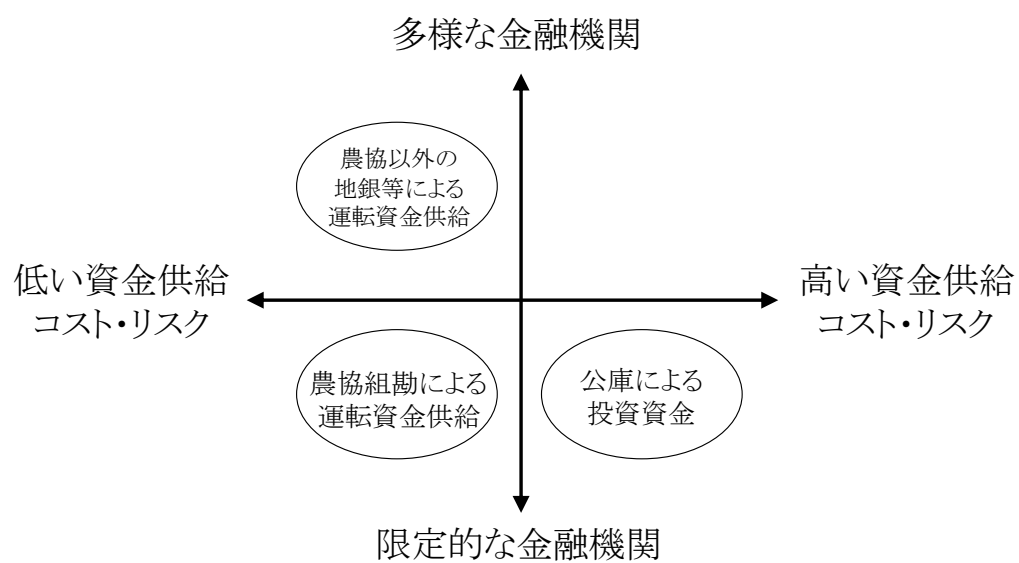 多様な金融機関
農協以外の
地銀等による
運転資金供給
低い資金供給
コスト・リスク
高い資金供給
コスト・リスク
農協組勘による
運転資金供給
公庫による
投資資金
限定的な金融機関